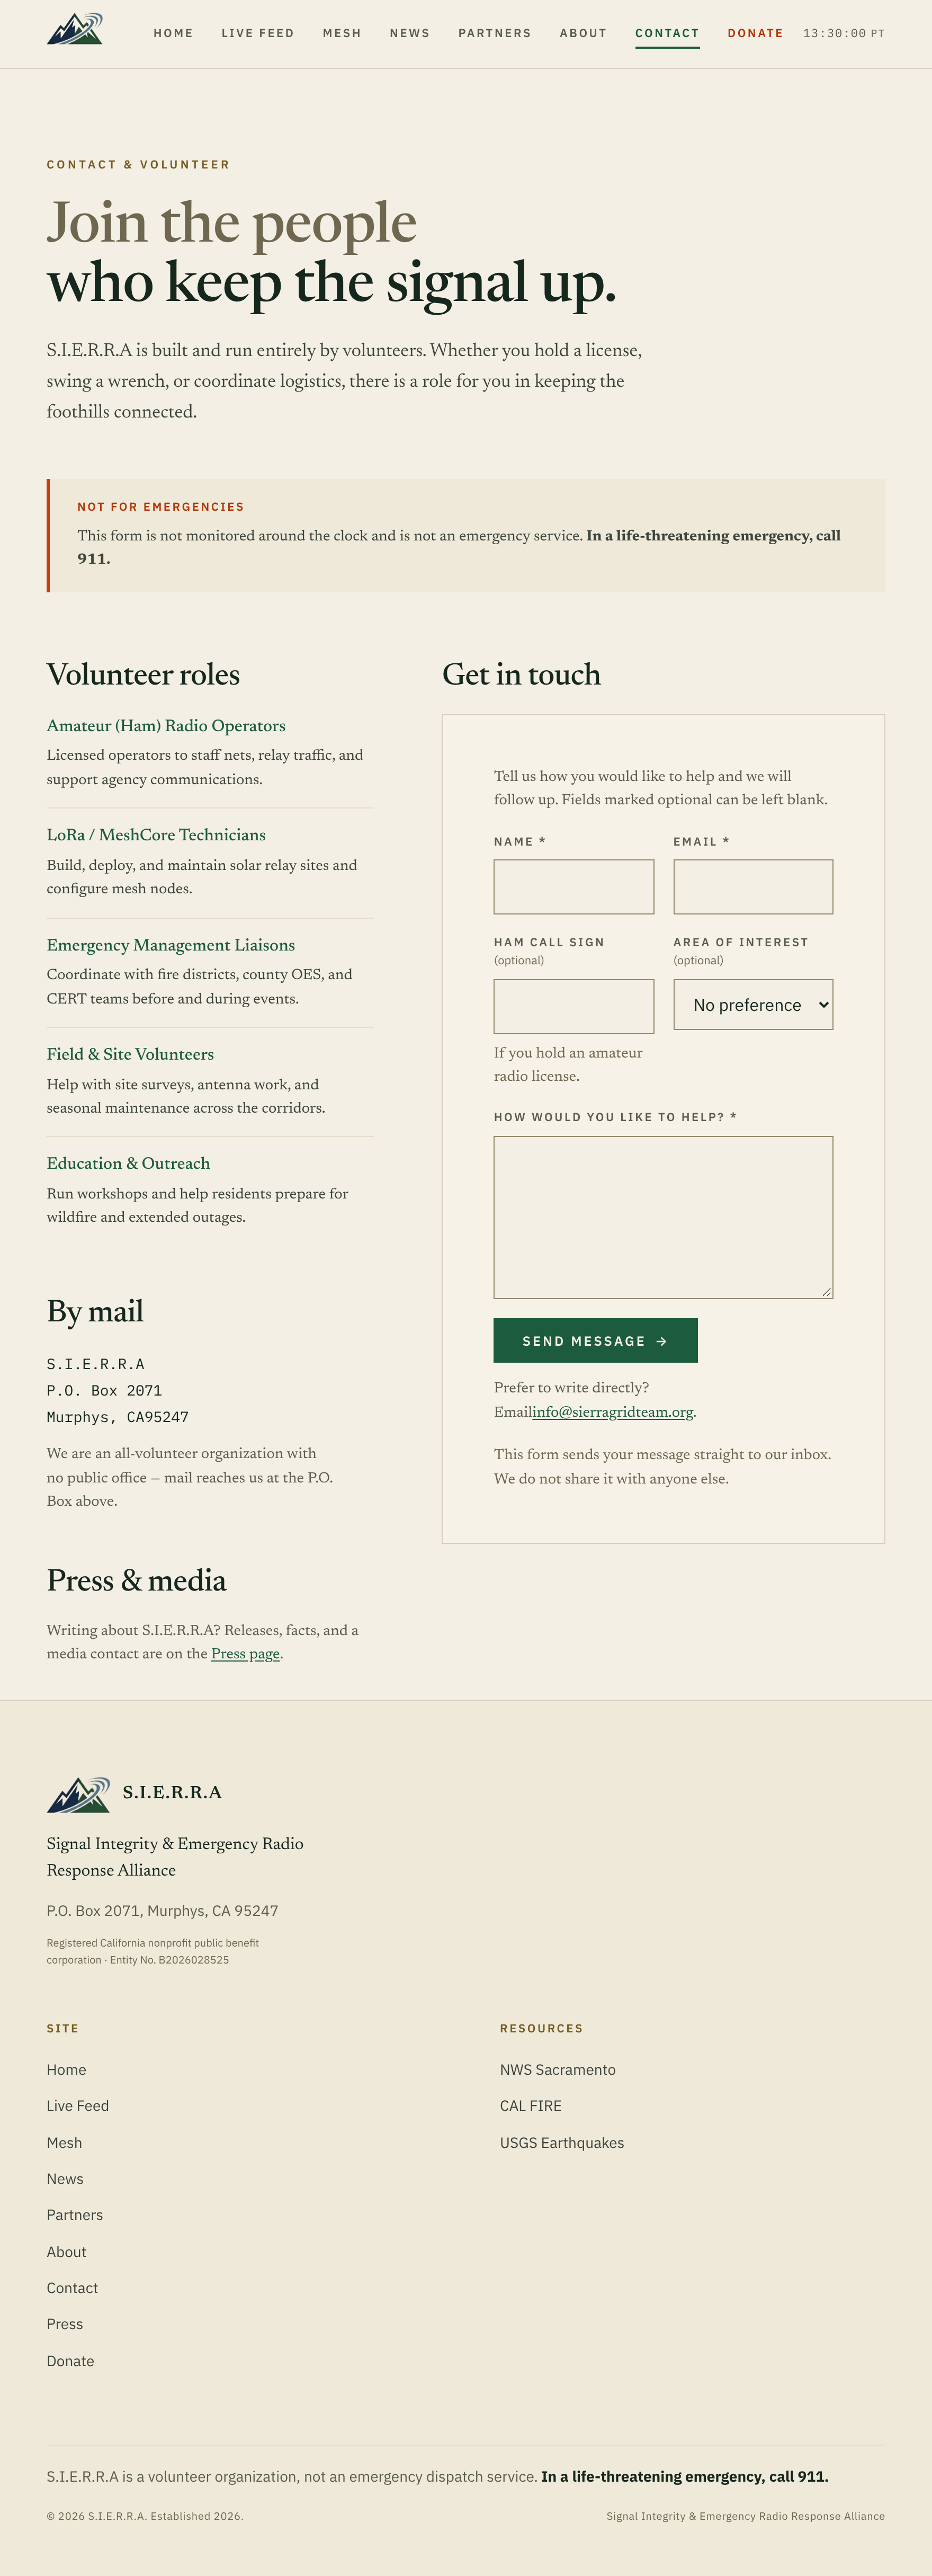 HOME LIVE FEED MESH NEWS PARTNERS ABOUT CONTACT DONATE 13:30:00 PT
CONTACT & VOLUNTEER
Join the people
who keep the signal up.
S.I.E.R.R.A is built and run entirely by volunteers. Whether you hold a license,
swing a wrench, or coordinate logistics, there is a role for you in keeping the
foothills connected.
NOT FOR EMERGENCIES
This form is not monitored around the clock and is not an emergency service. In a life-threatening emergency, call
911.
Volunteer roles
Amateur (Ham) Radio Operators
Licensed operators to staff nets, relay traffic, and
support agency communications.
LoRa / MeshCore Technicians
Build, deploy, and maintain solar relay sites and
configure mesh nodes.
Emergency Management Liaisons
Coordinate with fire districts, county OES, and
CERT teams before and during events.
Field & Site Volunteers
Help with site surveys, antenna work, and
seasonal maintenance across the corridors.
Education & Outreach
Run workshops and help residents prepare for
wildfire and extended outages.
By mail
S.I.E.R.R.A
P.O. Box 2071
Murphys, CA95247
We are an all-volunteer organization with
no public office — mail reaches us at the P.O.
Box above.
Press & media
Writing about S.I.E.R.R.A? Releases, facts, and a
media contact are on the Press page.
Get in touch
Tell us how you would like to help and we will
follow up. Fields marked optional can be left blank.
NAME *
EMAIL *
HAM CALL SIGN
(optional)
AREA OF INTEREST
(optional)
No preference
If you hold an amateur
radio license.
HOW WOULD YOU LIKE TO HELP? *
SEND MESSAGE →
Prefer to write directly?
Emailinfo@sierragridteam.org.
This form sends your message straight to our inbox.
We do not share it with anyone else.
S.I.E.R.R.A
Signal Integrity & Emergency Radio
Response Alliance
P.O. Box 2071, Murphys, CA 95247
Registered California nonprofit public benefit
corporation · Entity No. B2026028525
SITE
Home
Live Feed
Mesh
News
Partners
About
Contact
Press
Donate
RESOURCES
NWS Sacramento
CAL FIRE
USGS Earthquakes
S.I.E.R.R.A is a volunteer organization, not an emergency dispatch service. In a life-threatening emergency, call 911.
© 2026 S.I.E.R.R.A. Established 2026.
Signal Integrity & Emergency Radio Response Alliance